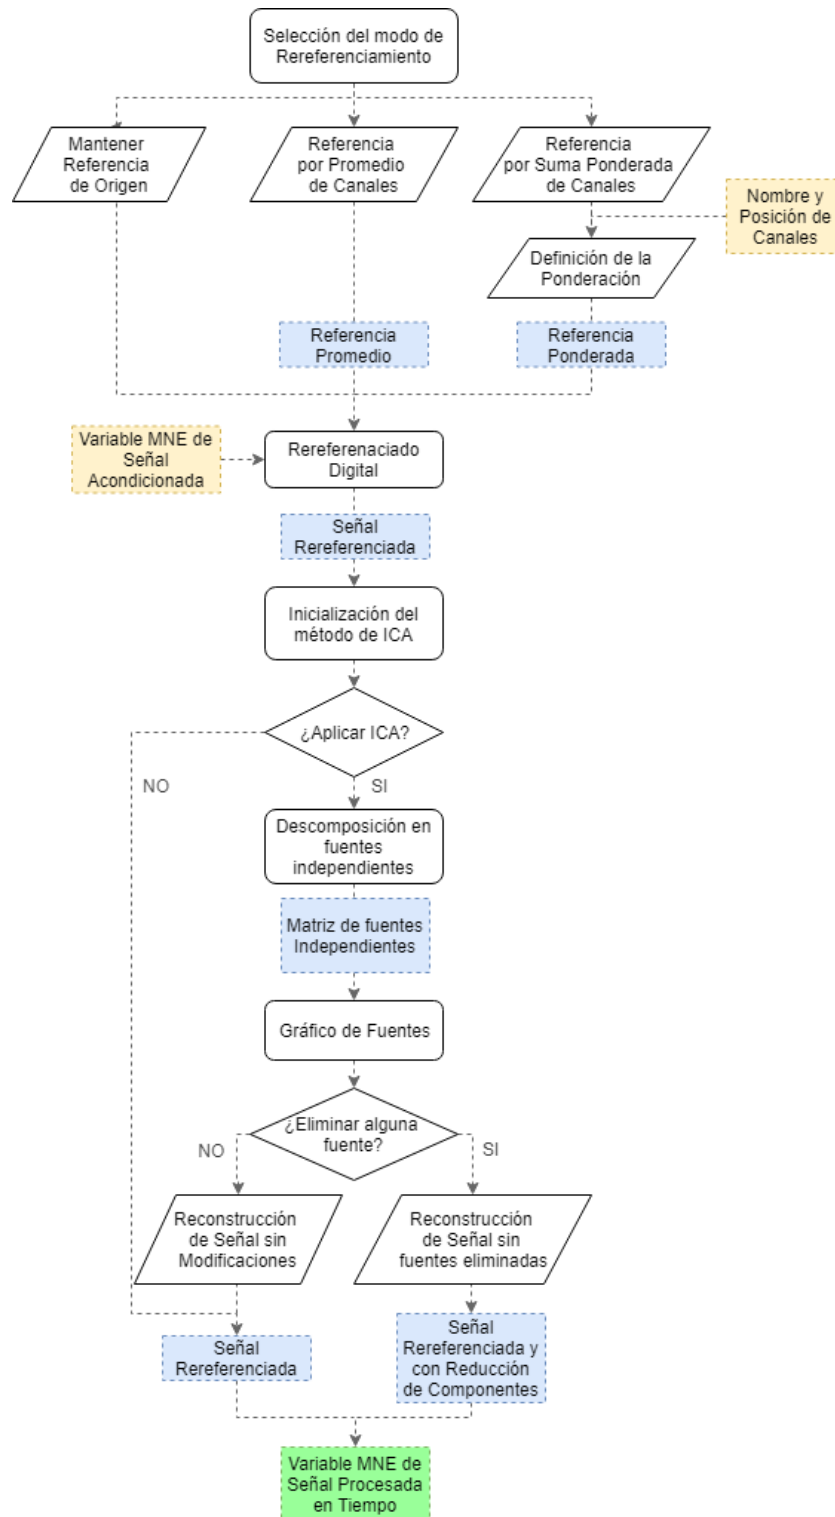 Selección del modo de
Rereferenciamiento
Mantener
Referencia
de Origen
Referencia
por Promedio
de Canales
Referencia
por Suma Ponderada
de Canales
Nombre y
Posición de
Canales
Definición de la
Ponderación
Referencia
Promedio
Referencia
Ponderada
Variable MNE de
Señal
Acondicionada
Rereferenaciado
Digital
Señal
Rereferenciada
Inicialización del
método de ICA
¿Aplicar ICA?
NO
SI
Descomposición en
fuentes
independientes
Matriz de fuentes
Independientes
Gráfico de Fuentes
¿Eliminar alguna
fuente?
NO
SI
Reconstrucción
de Señal sin
Modificaciones
Reconstrucción
de Señal sin
fuentes eliminadas
Señal
Rereferenciada
Señal
Rereferenciada y
con Reducción
de Componentes
Variable MNE de
Señal Procesada
en Tiempo